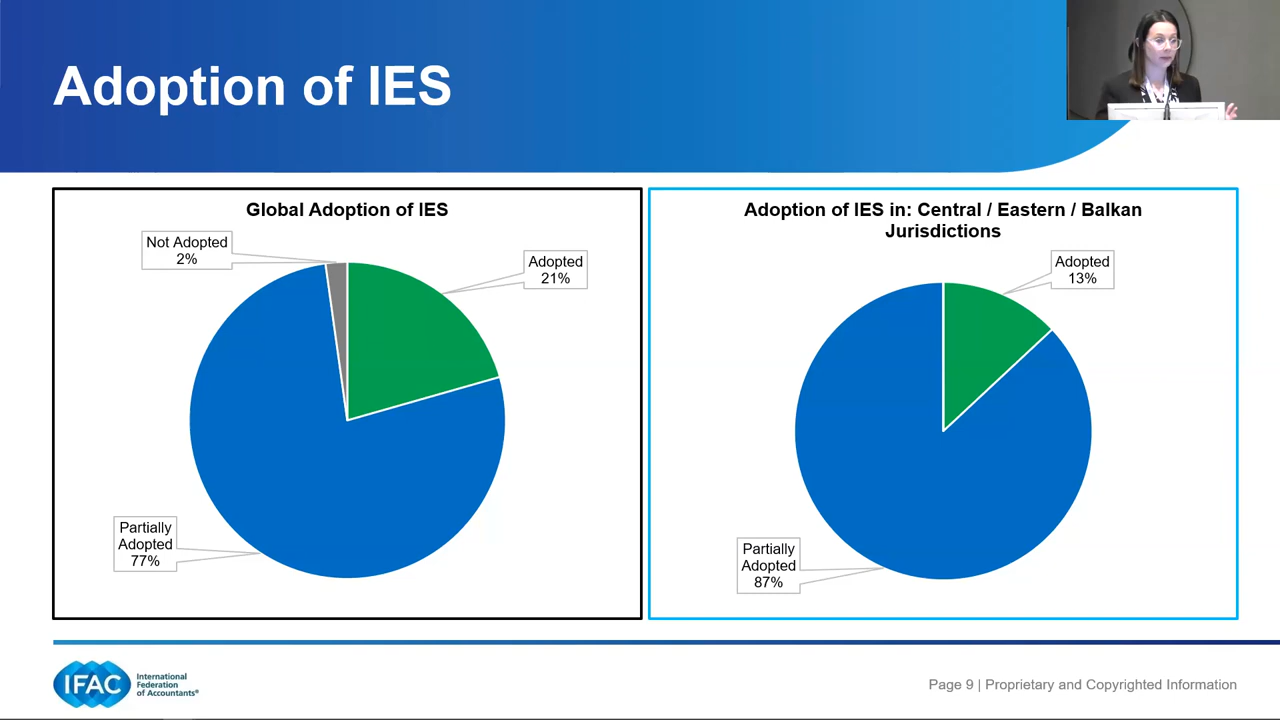 Adoption of IES
Global Adoption of IES
Not Adopted
2%
Adopted
21%
Partially
Adopted
77%
Adoption of IES in: Central / Eastern / Balkan
Jurisdictions
Adopted
13%
Partially
Adopted
87%
IFAC
International
Federation
of Accountants®
Page 9 | Proprietary and Copyrighted Information